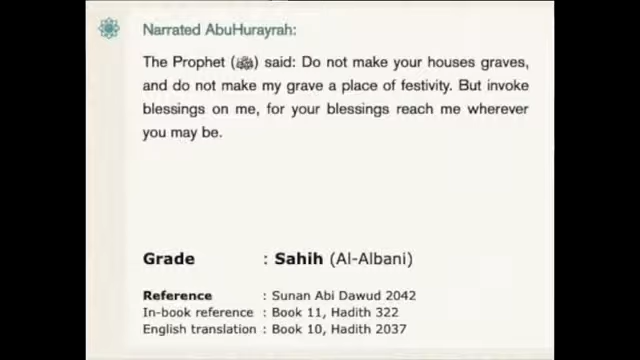 Narrated AbuHurayrah:
The Prophet (ﷺ) said: Do not make your houses graves,
and do not make my grave a place of festivity. But invoke
blessings on me, for your blessings reach me wherever
you may be.
Grade : Sahih (Al-Albani)
Reference : Sunan Abi Dawud 2042
In-book reference : Book 11, Hadith 322
English translation : Book 10, Hadith 2037